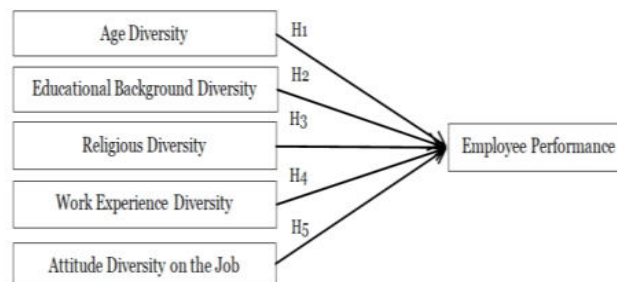 Age Diversity
H1
Educational Background Diversity
H2
Religious Diversity
H3
Employee Performance
Work Experience Diversity
H4
Attitude Diversity on the Job
H5